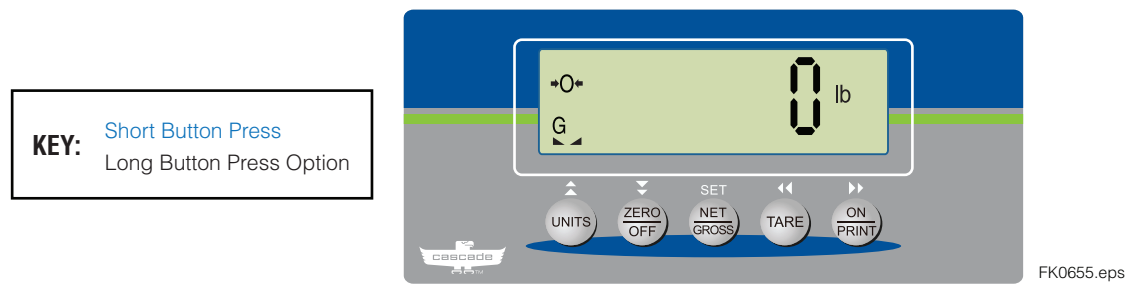 KEY:
Short Button Press
Long Button Press Option
→0←
0 lb
G
SET
UNITS
ZERO
OFF
NET
GROSS
TARE
ON
PRINT
cascade
TM
FK0655.eps